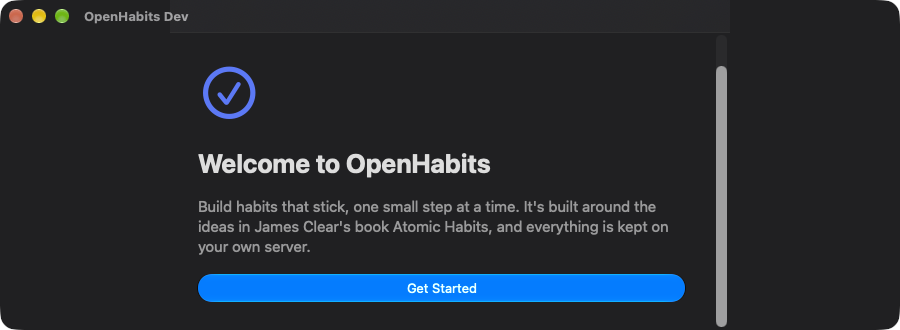 OpenHabits Dev
Welcome to OpenHabits
Build habits that stick, one small step at a time. It's built around the
ideas in James Clear's book Atomic Habits, and everything is kept on
your own server.
Get Started